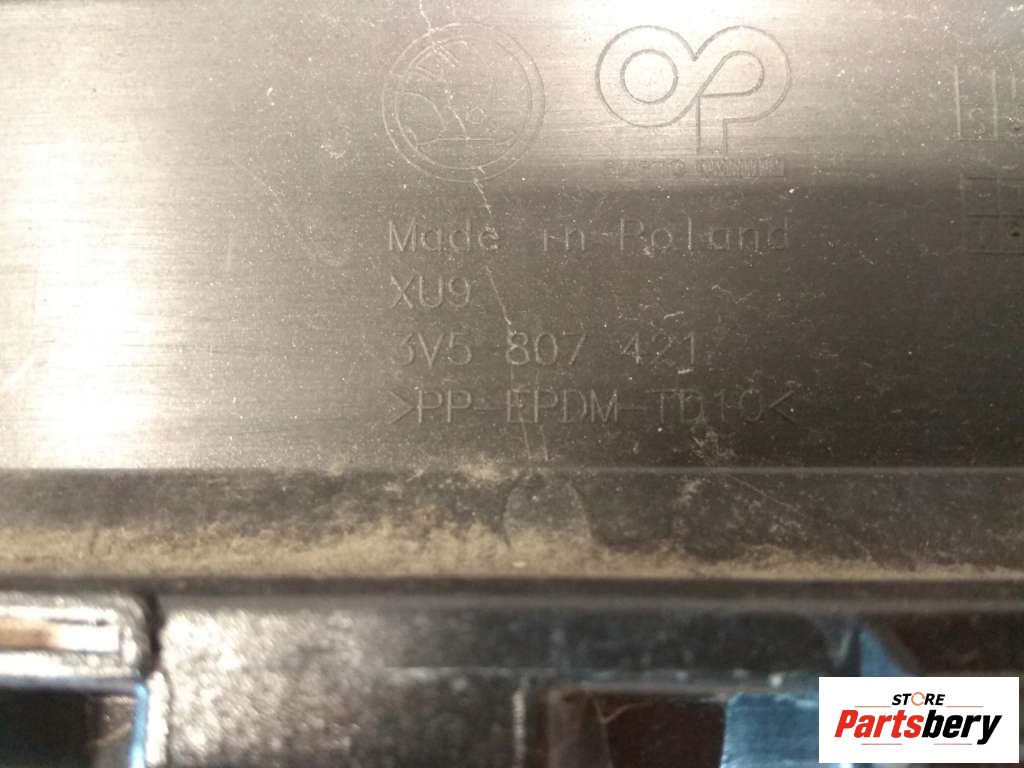 Made in Poland
XU9
3V5 807 421
>PP-EPDM-TD10<
STORE
Partsbery